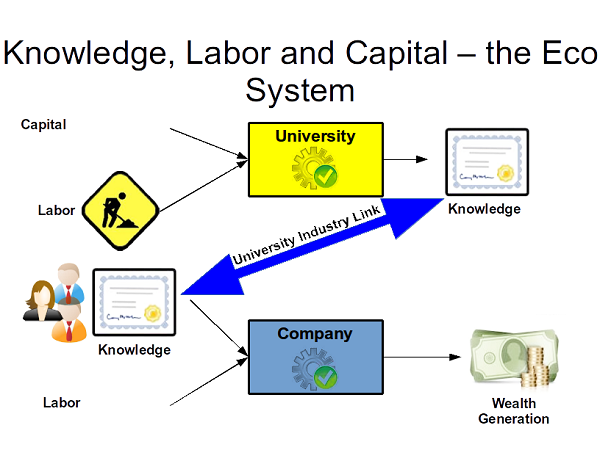 Knowledge, Labor and Capital – the Eco
System
Capital
University
Labor
Knowledge
University Industry Link
Knowledge
Company
Labor
Wealth
Generation